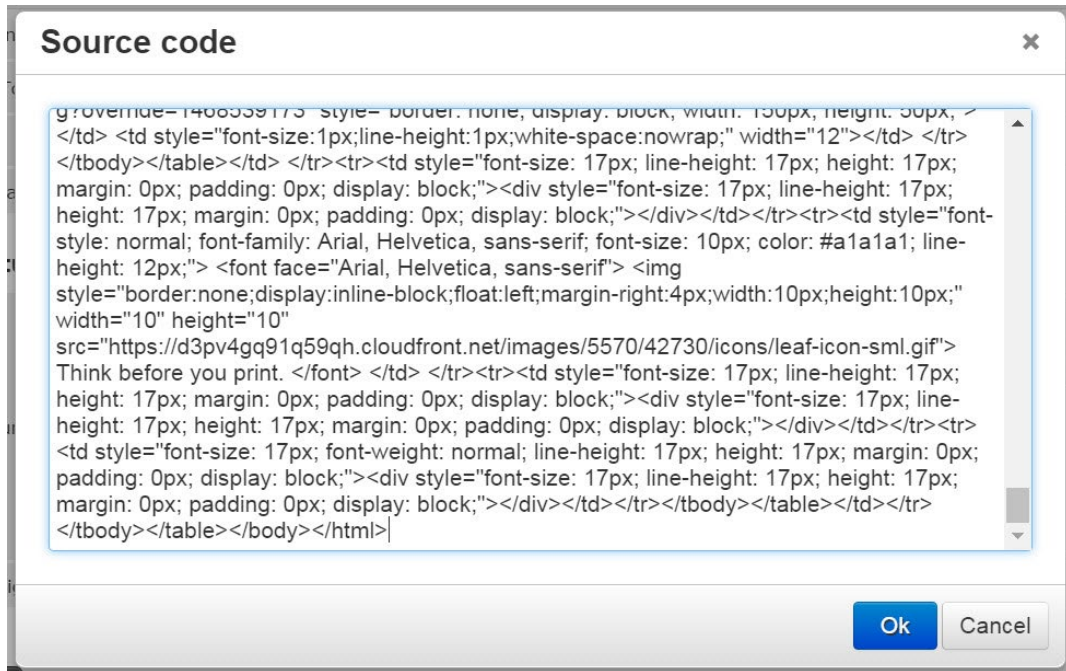 Source code
×
g?override=1468539173" style="border: none; display: block; width: 150px; height: 50px;">
</td> <td style="font-size:1px;line-height:1px;white-space:nowrap;" width="12"></td> </tr>
</tbody></table></td> </tr><tr><td style="font-size: 17px; line-height: 17px; height: 17px;
margin: 0px; padding: 0px; display: block;"><div style="font-size: 17px; line-height: 17px;
height: 17px; margin: 0px; padding: 0px; display: block;"></div></td></tr><tr><td style="font-
style: normal; font-family: Arial, Helvetica, sans-serif; font-size: 10px; color: #a1a1a1; line-
height: 12px;"> <font face="Arial, Helvetica, sans-serif"> <img
style="border:none;display:inline-block;float:left;margin-right:4px;width:10px;height:10px;"
width="10" height="10"
src="https://d3pv4gq91q59qh.cloudfront.net/images/5570/42730/icons/leaf-icon-sml.gif">
Think before you print. </font> </td> </tr><tr><td style="font-size: 17px; line-height: 17px;
height: 17px; margin: 0px; padding: 0px; display: block;"><div style="font-size: 17px; line-
height: 17px; height: 17px; margin: 0px; padding: 0px; display: block;"></div></td></tr><tr>
<td style="font-size: 17px; font-weight: normal; line-height: 17px; height: 17px; margin: 0px;
padding: 0px; display: block;"><div style="font-size: 17px; line-height: 17px; height: 17px;
margin: 0px; padding: 0px; display: block;"></div></td></tr></tbody></table></td></tr>
</tbody></table></body></html>
Ok Cancel